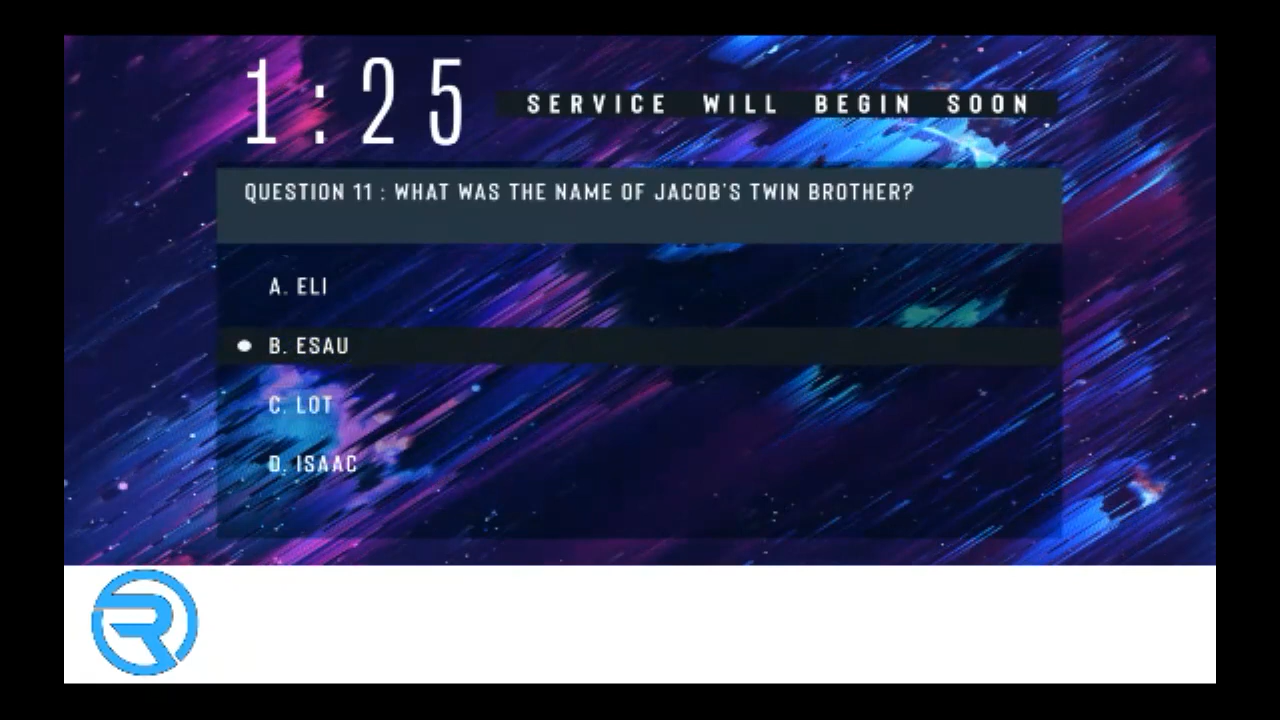 1:25
SERVICE WILL BEGIN SOON
QUESTION 11 : WHAT WAS THE NAME OF JACOB'S TWIN BROTHER?
A. ELI
B. ESAU
C. LOT
D. ISAAC
R